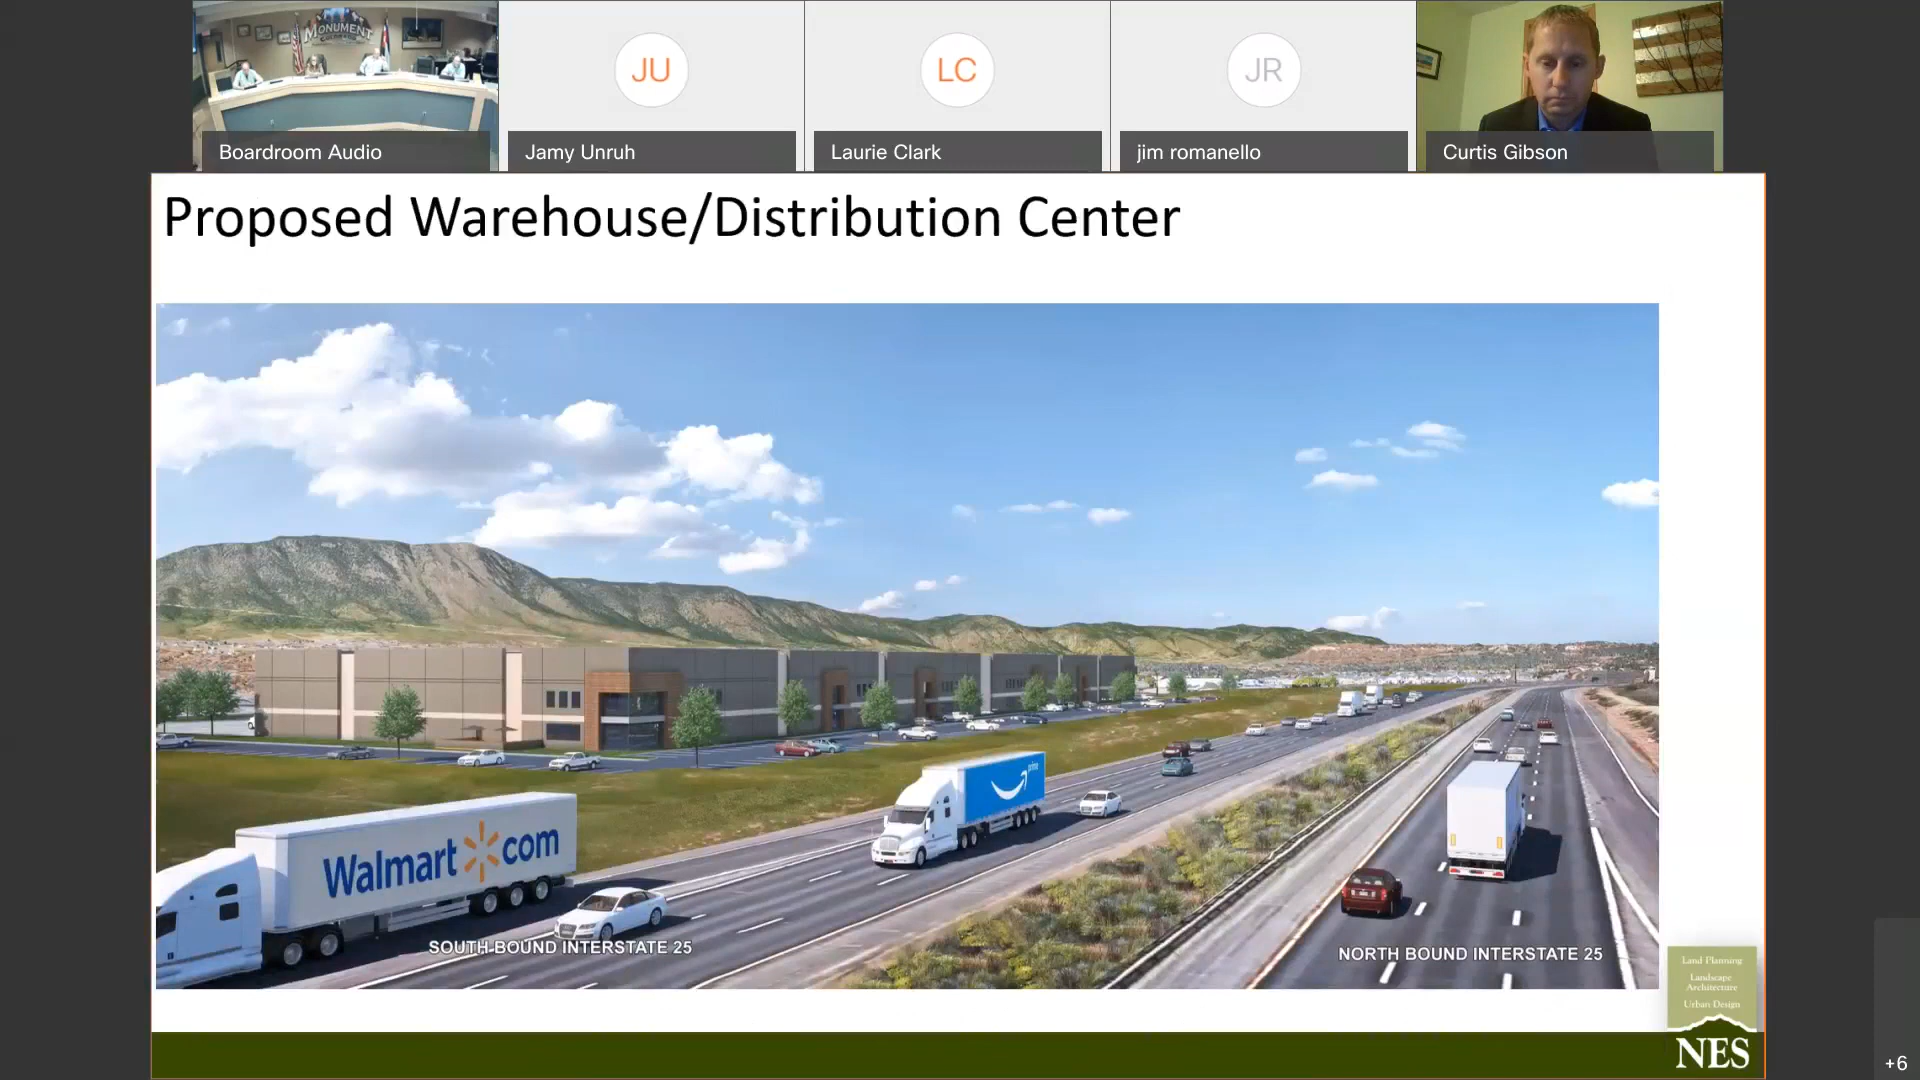 MONUMENT
JU
LC
JR
Boardroom Audio
Jamy Unruh
Laurie Clark
jim romanello
Curtis Gibson
Proposed Warehouse/Distribution Center
prime
Walmart com
SOUTH BOUND INTERSTATE 25
NORTH BOUND INTERSTATE 25
Land Planning
Landscape
Architecture
Urban Design
NES
+6